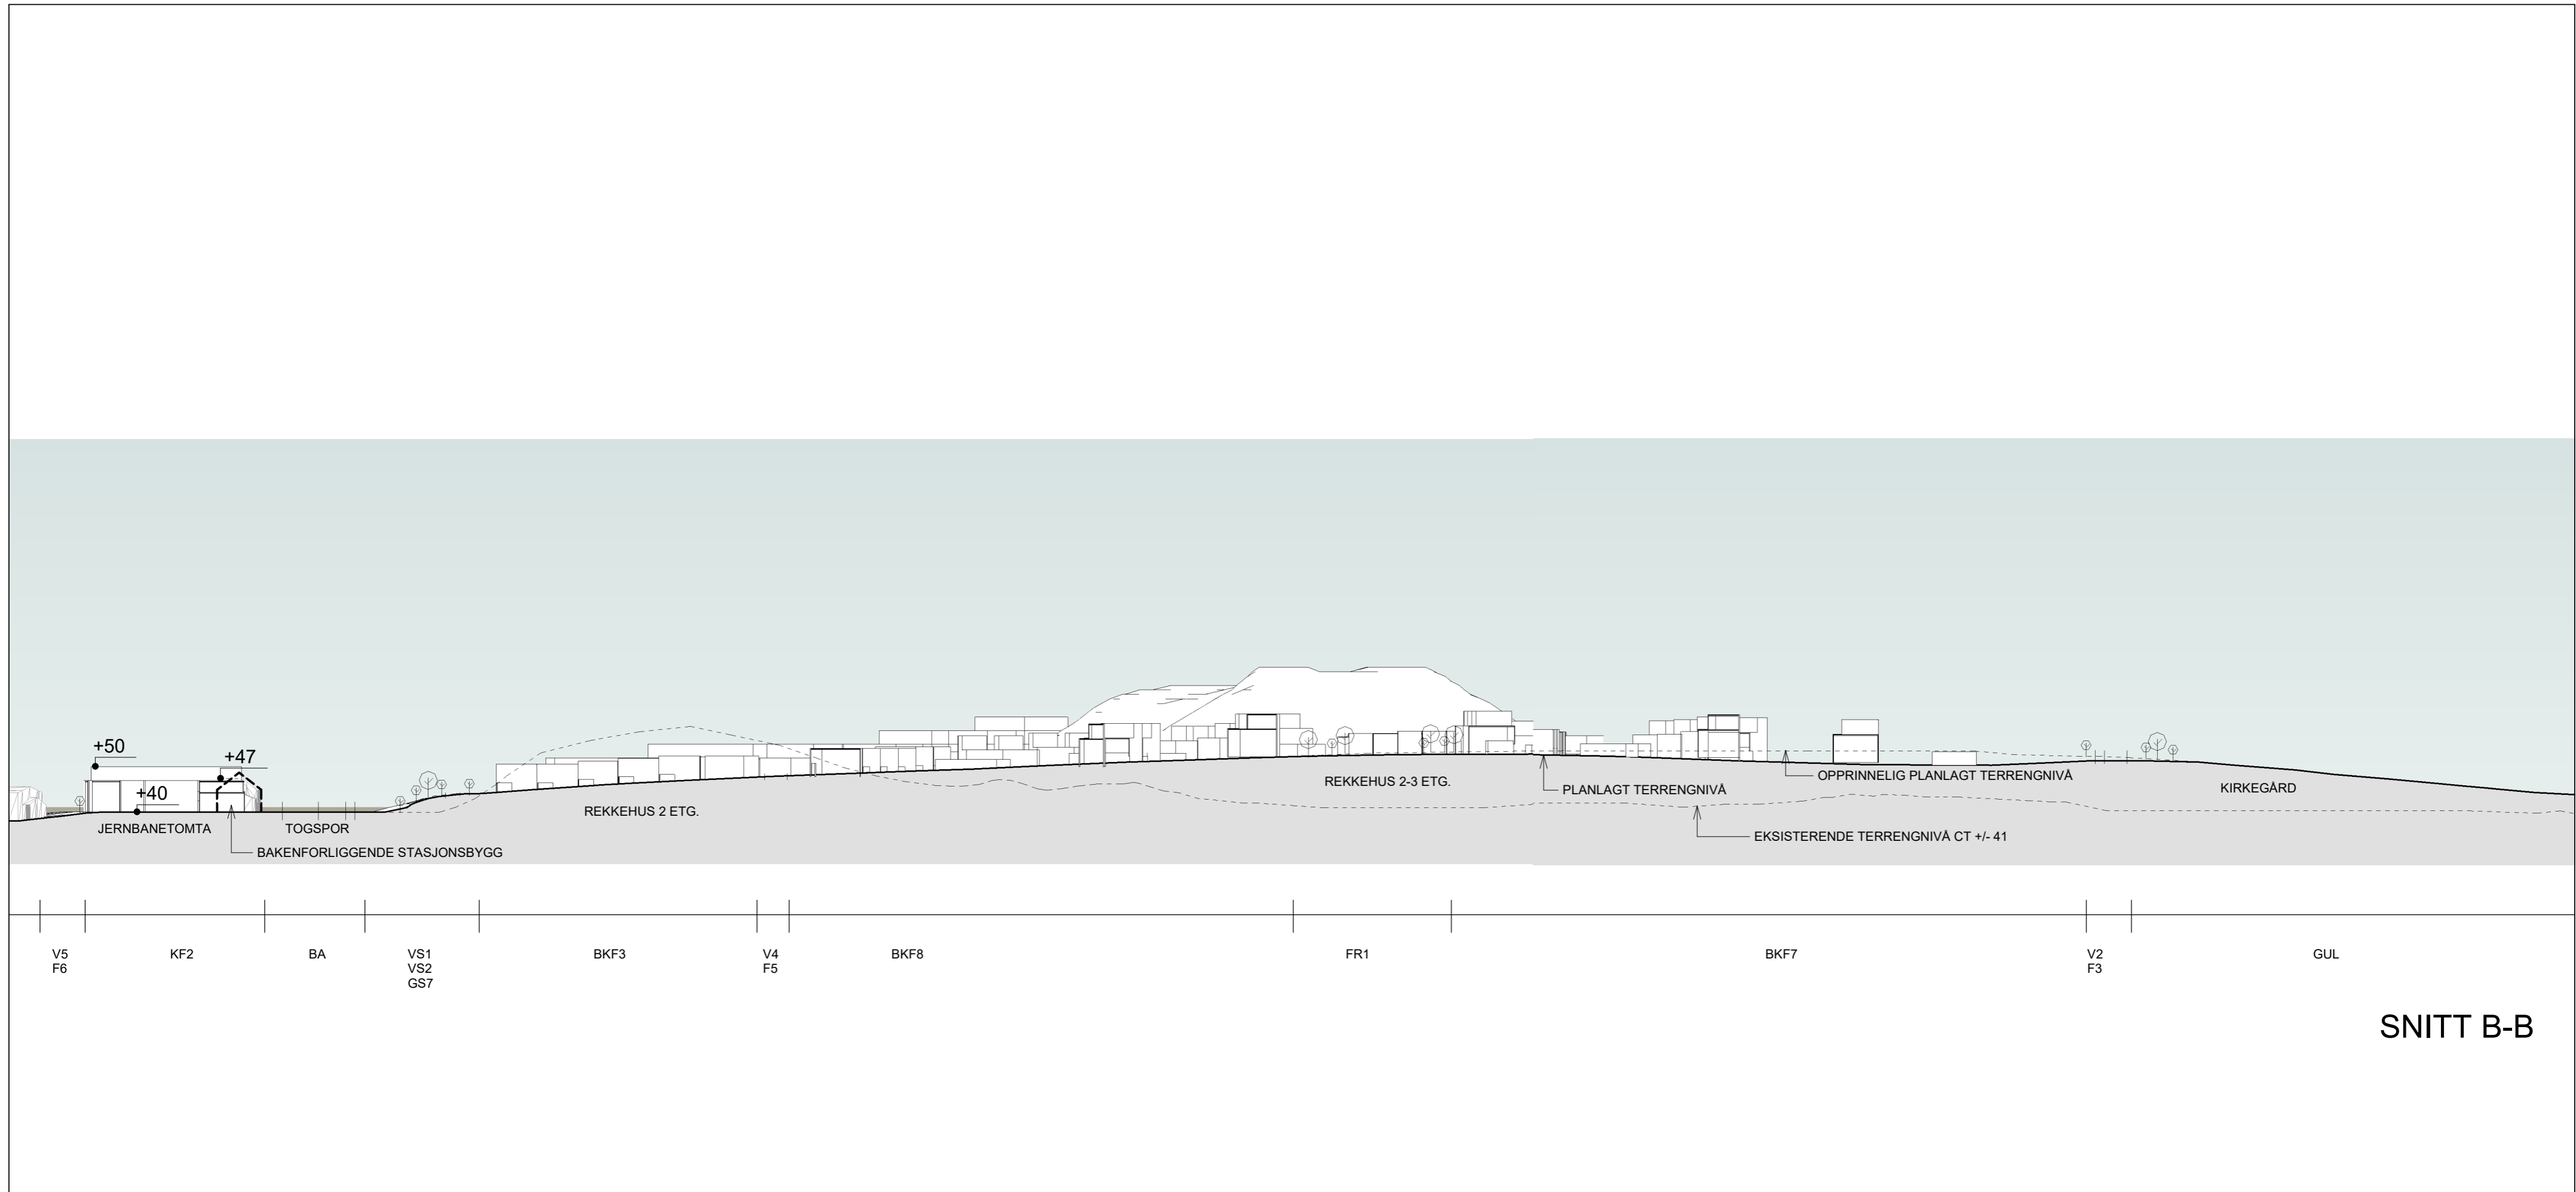 +50
+47
+40
JERNBANETOMTA
TOGSPOR
BAKENFORLIGGENDE STASJONSBYGG
REKKEHUS 2 ETG.
REKKEHUS 2-3 ETG.
PLANLAGT TERRENGNIVÅ
OPPRINNELIG PLANLAGT TERRENGNIVÅ
EKSISTERENDE TERRENGNIVÅ CT +/- 41
KIRKEGÅRD
V5
F6
KF2
BA
VS1
VS2
GS7
BKF3
V4
F5
BKF8
FR1
BKF7
V2
F3
GUL
SNITT B-B